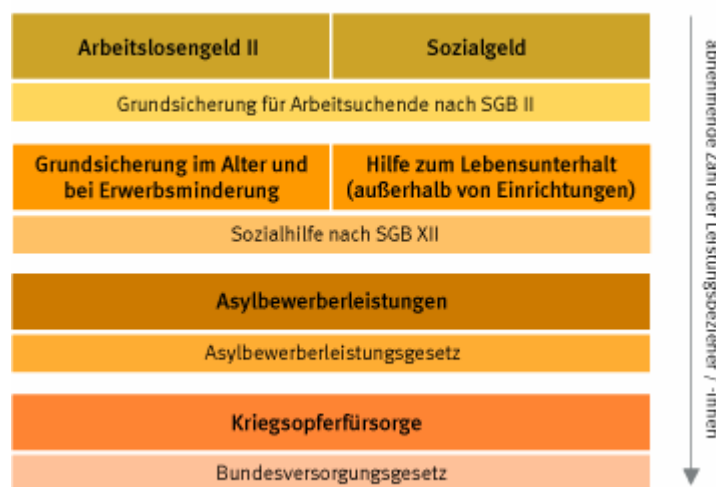 Arbeitslosengeld II
Sozialgeld
Grundsicherung für Arbeitsuchende nach SGB II
Grundsicherung im Alter und
bei Erwerbsminderung
Hilfe zum Lebensunterhalt
(außerhalb von Einrichtungen)
Sozialhilfe nach SGB XII
Asylbewerberleistungen
Asylbewerberleistungsgesetz
Kriegsopferfürsorge
Bundesversorgungsgesetz
abnehmende Zahl der Leistungsbezieher / -innen